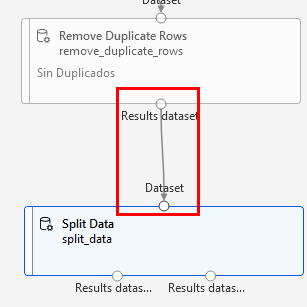 Dataset
Remove Duplicate Rows
remove_duplicate_rows
Sin Duplicados
Results dataset
Dataset
Split Data
split_data
Results datas... Results datas...